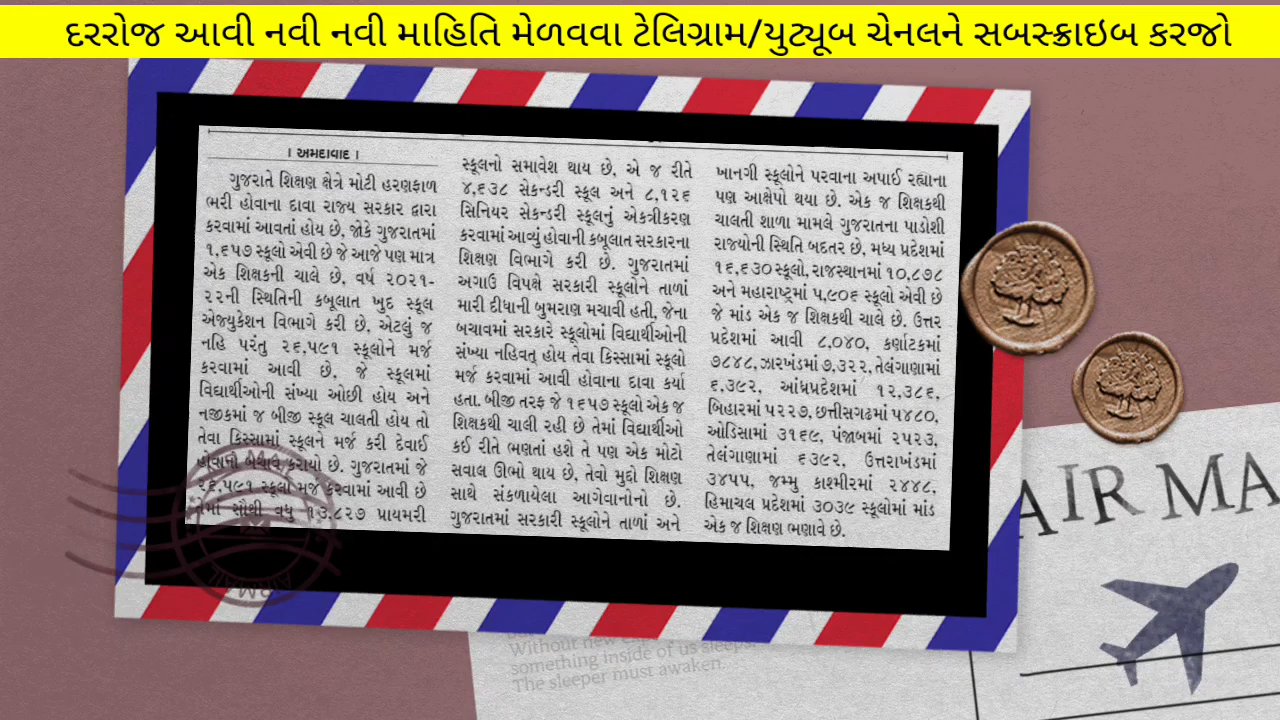 દરરોજ આવી નવી નવી માહિતિ મેળવવા ટેલિગ્રામ/યુટ્યૂબ ચેનલને સબસ્ક્રાઇબ કરજો
। અમદાવાદ ।
ગુજરાતે શિક્ષણ ક્ષેત્રે મોટી હરણફાળ
ભરી હોવાના દાવા રાજ્ય સરકાર દ્વારા
કરવામાં આવતાં હોય છે, જોકે ગુજરાતમાં
૧,૬૫૭ સ્કૂલો એવી છે જે આજે પણ માત્ર
એક શિક્ષકની ચાલે છે, વર્ષ ૨૦૨૧-
૨૨ની સ્થિતિની કબૂલાત ખુદ સ્કૂલ
એજ્યુકેશન વિભાગે કરી છે, એટલું જ
નહિ પરંતુ ૨૬,૫૯૧ સ્કૂલોને મર્જ
કરવામાં આવી છે, જે સ્કૂલમાં
વિદ્યાર્થીઓની સંખ્યા ઓછી હોય અને
નજીકમાં જ બીજી સ્કૂલ ચાલતી હોય તો
તેવા કિસ્સામાં સ્કૂલને મર્જ કરી દેવાઈ
હોવાનો બચાવ કરાયો છે. ગુજરાતમાં જે
૨૬,૫૯૧ સ્કૂલો મર્જ કરવામાં આવી છે
તેમાં સૌથી વધુ ૧૩,૮૨૭ પ્રાયમરી
સ્કૂલનો સમાવેશ થાય છે, એ જ રીતે
૪,૬૩૮ સેકન્ડરી સ્કૂલ અને ૮,૧૨૬
સિનિયર સેકન્ડરી સ્કૂલનું એકત્રીકરણ
કરવામાં આવ્યું હોવાની કબૂલાત સરકારના
શિક્ષણ વિભાગે કરી છે. ગુજરાતમાં
અગાઉ વિપક્ષે સરકારી સ્કૂલોને તાળાં
મારી દીધાની બુમરાણ મચાવી હતી, જેના
બચાવમાં સરકારે સ્કૂલોમાં વિદ્યાર્થીઓની
સંખ્યા નહિવત્ હોય તેવા કિસ્સામાં સ્કૂલો
મર્જ કરવામાં આવી હોવાના દાવા કર્યા
હતા. બીજી તરફ જે ૧૬૫૭ સ્કૂલો એક જ
શિક્ષકથી ચાલી રહી છે તેમાં વિદ્યાર્થીઓ
કઈ રીતે ભણતાં હશે તે પણ એક મોટો
સવાલ ઊભો થાય છે, તેવો મુદ્દો શિક્ષણ
સાથે સંકળાયેલા આગેવાનોનો છે.
ગુજરાતમાં સરકારી સ્કૂલોને તાળાં અને
ખાનગી સ્કૂલોને પરવાના અપાઈ રહ્યાના
પણ આક્ષેપો થયા છે. એક જ શિક્ષકથી
ચાલતી શાળા મામલે ગુજરાતના પાડોશી
રાજ્યોની સ્થિતિ બદતર છે, મધ્ય પ્રદેશમાં
૧૬,૬૩૦ સ્કૂલો, રાજસ્થાનમાં ૧૦,૮૭૮
અને મહારાષ્ટ્રમાં ૫,૯૦૬ સ્કૂલો એવી છે
જે માંડ એક જ શિક્ષકથી ચાલે છે. ઉત્તર
પ્રદેશમાં આવી ૮,૦૪૦, કર્ણાટકમાં
૭૮૪૮, ઝારખંડમાં ૭,૩૨૨, તેલંગાણામાં
૬,૩૯૨, આંધ્રપ્રદેશમાં ૧૨,૩૮૬,
બિહારમાં ૫૨૨૭, છત્તીસગઢમાં ૫૪૮૦,
ઓડિસામાં ૩૧૬૯, પંજાબમાં ૨૫૨૩,
તેલંગાણામાં ૬૩૯૨, ઉત્તરાખંડમાં
૩૪૫૫, જમ્મુ કાશ્મીરમાં ૨૪૪૮,
હિમાચલ પ્રદેશમાં ૩૦૩૯ સ્કૂલોમાં માંડ
એક જ શિક્ષણ ભણાવે છે.
AIR MA
AIRMAIL
Without new exp
something inside of us sleeps.
The sleeper must awaken.